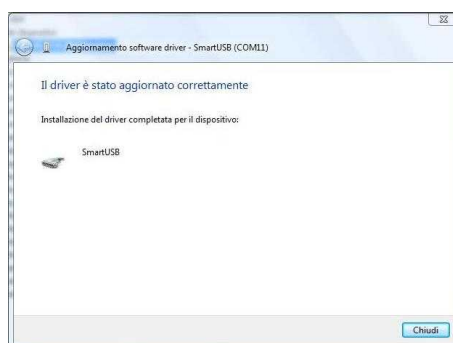 Aggiornamento software driver - SmartUSB (COM11)
Il driver è stato aggiornato correttamente
Installazione del driver completata per il dispositivo:
SmartUSB
Chiudi